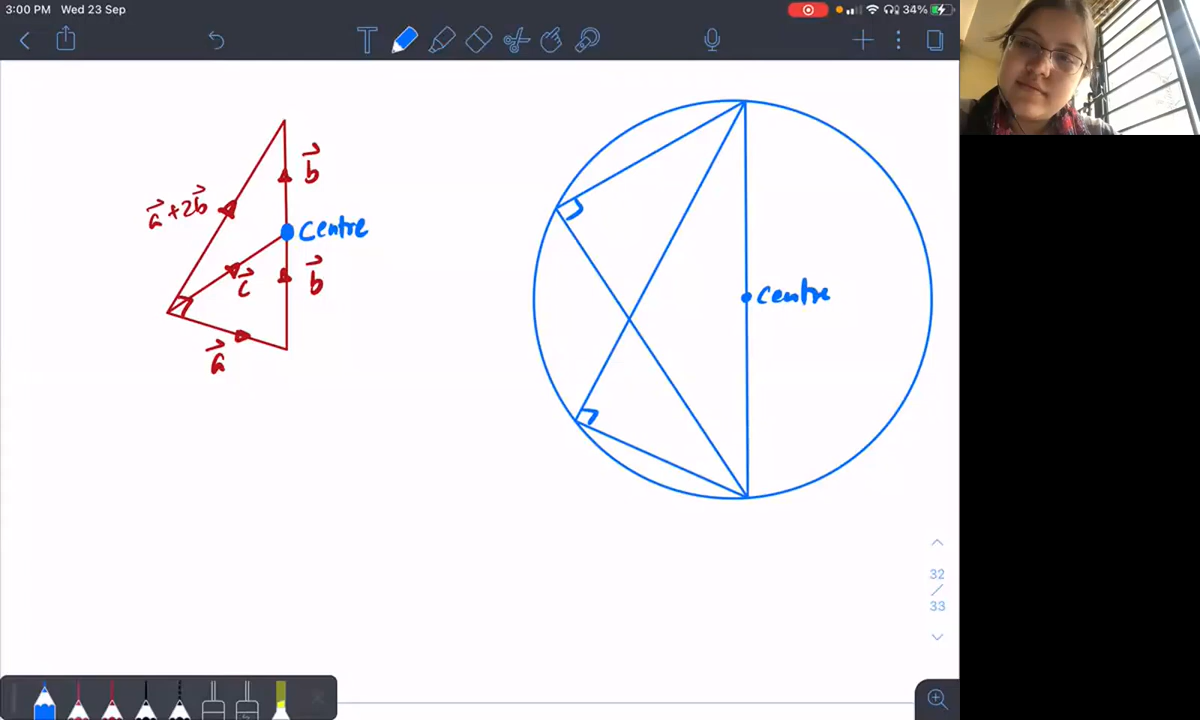 3:00 PM Wed 23 Sep
34%
T
b⃗
a⃗+2b⃗
centre
c⃗
b⃗
a⃗
centre
32
/
33